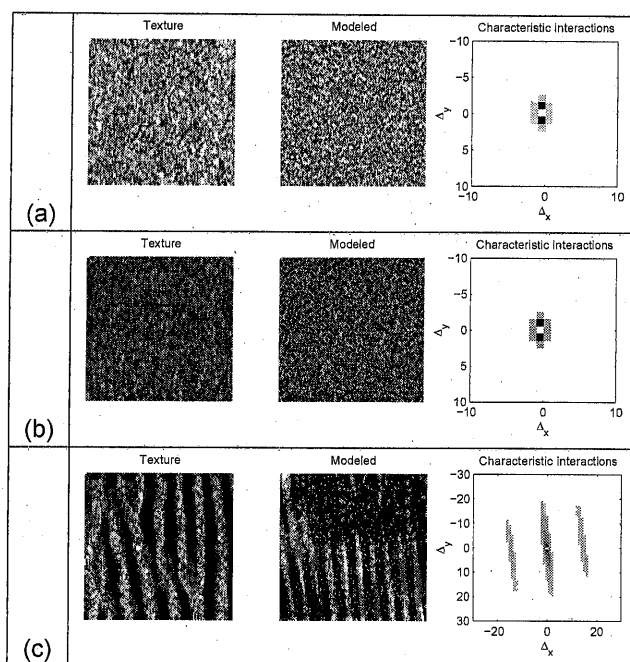 Texture Modeled Characteristic interactions
−10
−5
0
5
10
Δy
−10 0 10
Δx
(a)
Texture Modeled Characteristic interactions
−10
−5
0
5
10
Δy
−10 0 10
Δx
(b)
Texture Modeled Characteristic interactions
−30
−20
−10
0
10
20
30
Δy
−20 0 20
Δx
(c)